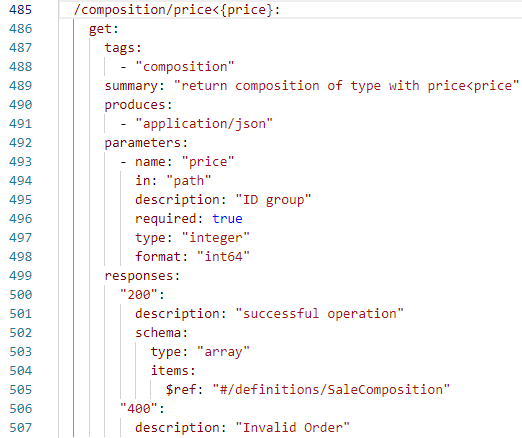 485 /composition/price<{price}:
486 get:
487 tags:
488 - "composition"
489 summary: "return composition of type with price<price"
490 produces:
491 - "application/json"
492 parameters:
493 - name: "price"
494 in: "path"
495 description: "ID group"
496 required: true
497 type: "integer"
498 format: "int64"
499 responses:
500 "200":
501 description: "successful operation"
502 schema:
503 type: "array"
504 items:
505 $ref: "#/definitions/SaleComposition"
506 "400":
507 description: "Invalid Order"